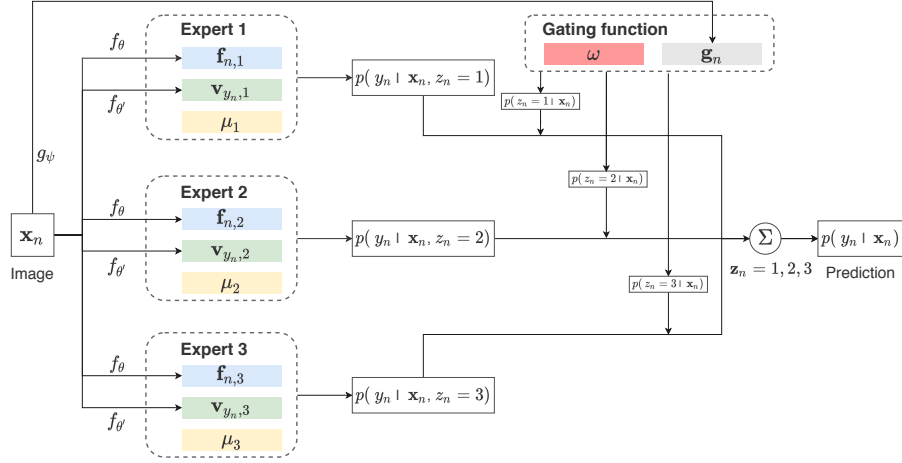 Expert 1
f_θ
f_{n,1}
f_{θ′}
v_{y_n,1}
μ_1
p( y_n | x_n, z_n = 1)
Gating function
ω
g_n
p( z_n = 1 | x_n)
g_ψ
p( z_n = 2 | x_n)
Expert 2
f_θ
f_{n,2}
f_{θ′}
v_{y_n,2}
μ_2
p( y_n | x_n, z_n = 2)
x_n
Image
Σ
z_n = 1, 2, 3
p( y_n | x_n)
Prediction
p( z_n = 3 | x_n)
Expert 3
f_θ
f_{n,3}
f_{θ′}
v_{y_n,3}
μ_3
p( y_n | x_n, z_n = 3)